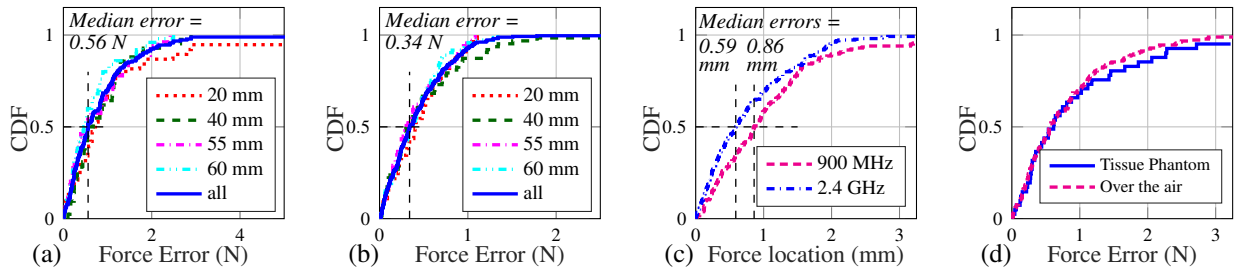 Median error =
0.56 N
1
0.5
0
CDF
20 mm
40 mm
55 mm
60 mm
all
0 2 4
(a) Force Error (N)
Median Error =
0.34 N
1
0.5
0
CDF
20 mm
40 mm
55 mm
60 mm
all
0 1 2
(b) Force Error (N)
Median errors =
0.59 0.86
mm mm
1
0.5
0
CDF
900 MHz
2.4 GHz
0 1 2 3
(c) Force location (mm)
1
0.5
0
CDF
Tissue Phantom
Over the air
0 1 2 3
(d) Force Error (N)